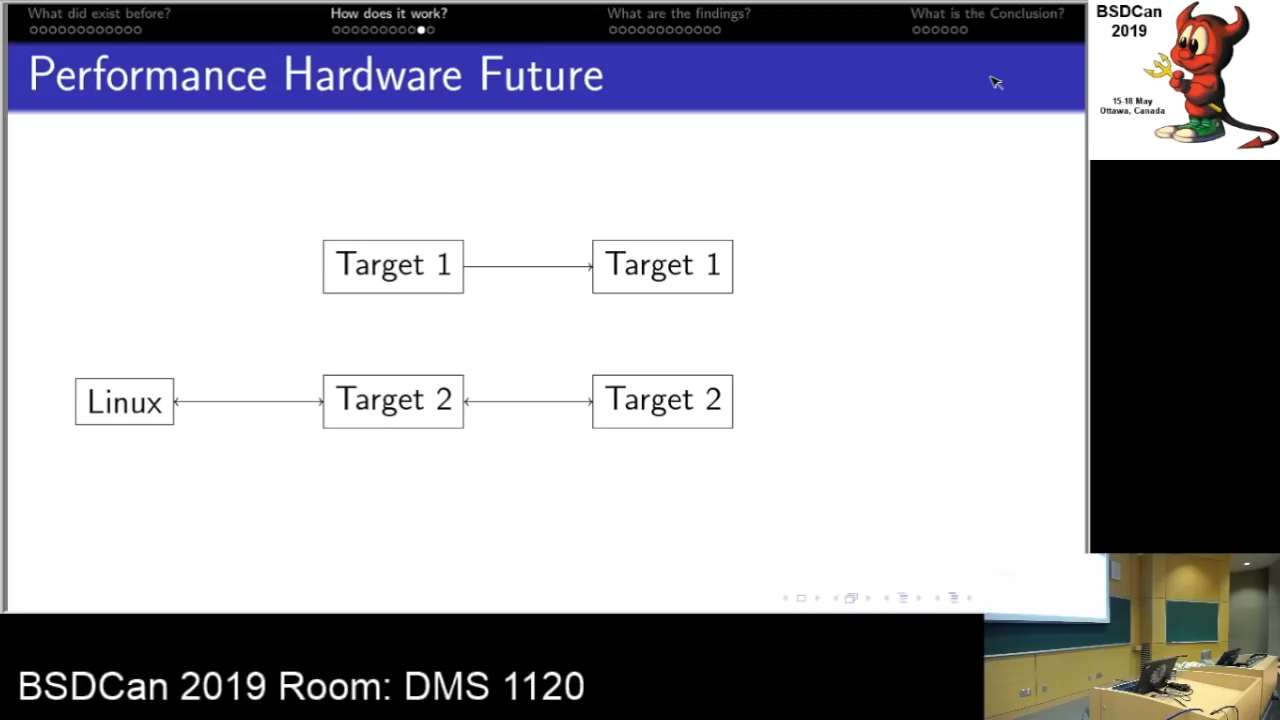 What did exist before?
How does it work?
What are the findings?
What is the Conclusion?
BSDCan
2019
Performance Hardware Future
15-18 May
Ottawa, Canada
Target 1
Target 1
Linux
Target 2
Target 2
BSDCan 2019 Room: DMS 1120